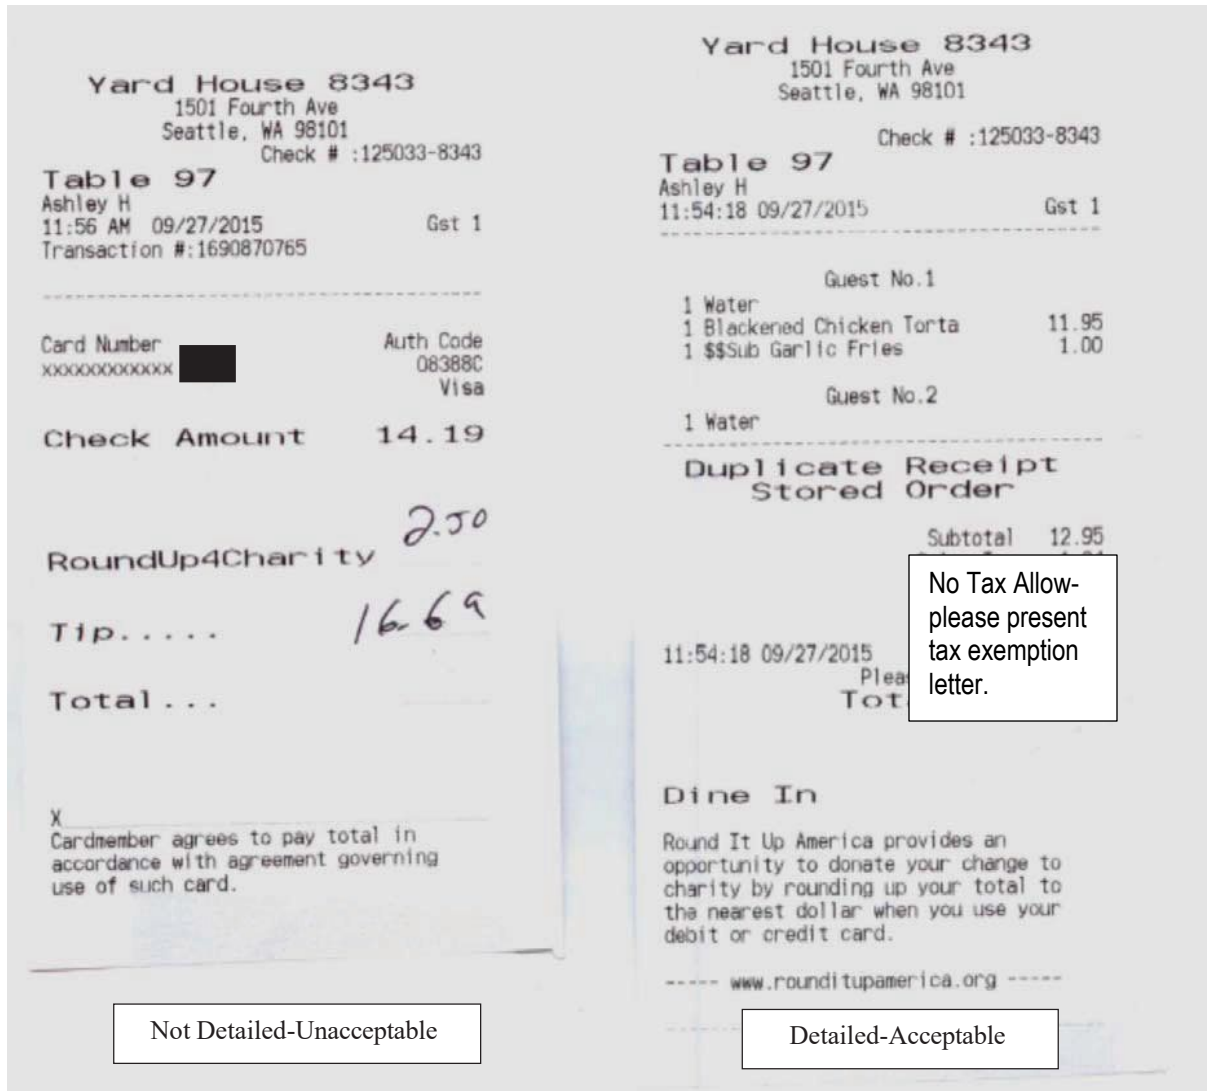 Yard House 8343
1501 Fourth Ave
Seattle, WA 98101
Check # :125033-8343
Table 97
Ashley H
11:56 AM 09/27/2015 Gst 1
Transaction #:1690870765
Card Number Auth Code
xxxxxxxxxxxx 08388C
Visa
Check Amount 14.19
2.50
RoundUp4Charity
16.69
Tip.....
Total...
X
Cardmember agrees to pay total in
accordance with agreement governing
use of such card.
Not Detailed-Unacceptable
Yard House 8343
1501 Fourth Ave
Seattle, WA 98101
Check # :125033-8343
Table 97
Ashley H
11:54:18 09/27/2015 Gst 1
Guest No.1
1 Water
1 Blackened Chicken Torta 11.95
1 $$Sub Garlic Fries 1.00
Guest No.2
1 Water
Duplicate Receipt
Stored Order
Subtotal 12.95
No Tax Allow-
please present
tax exemption
letter.
11:54:18 09/27/2015
Dine In
Round It Up America provides an
opportunity to donate your change to
charity by rounding up your total to
the nearest dollar when you use your
debit or credit card.
----- www.rounditupamerica.org -----
Detailed-Acceptable